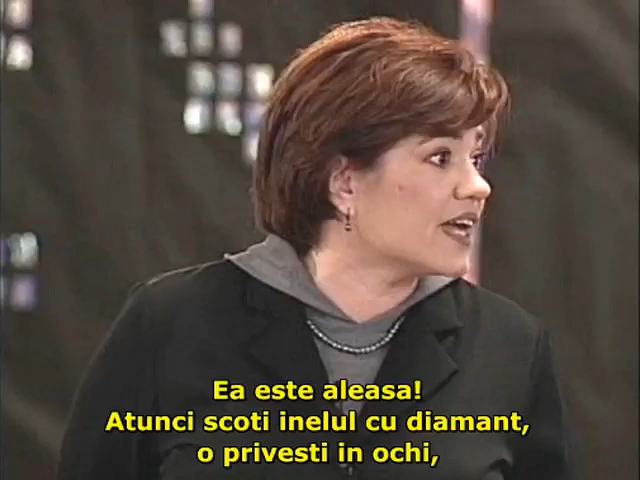 Ea este aleasa!
Atunci scoti inelul cu diamant,
o privesti in ochi,